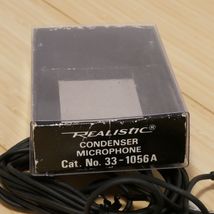 REALISTIC®
CONDENSER
MICROPHONE
Cat. No. 33-1056A